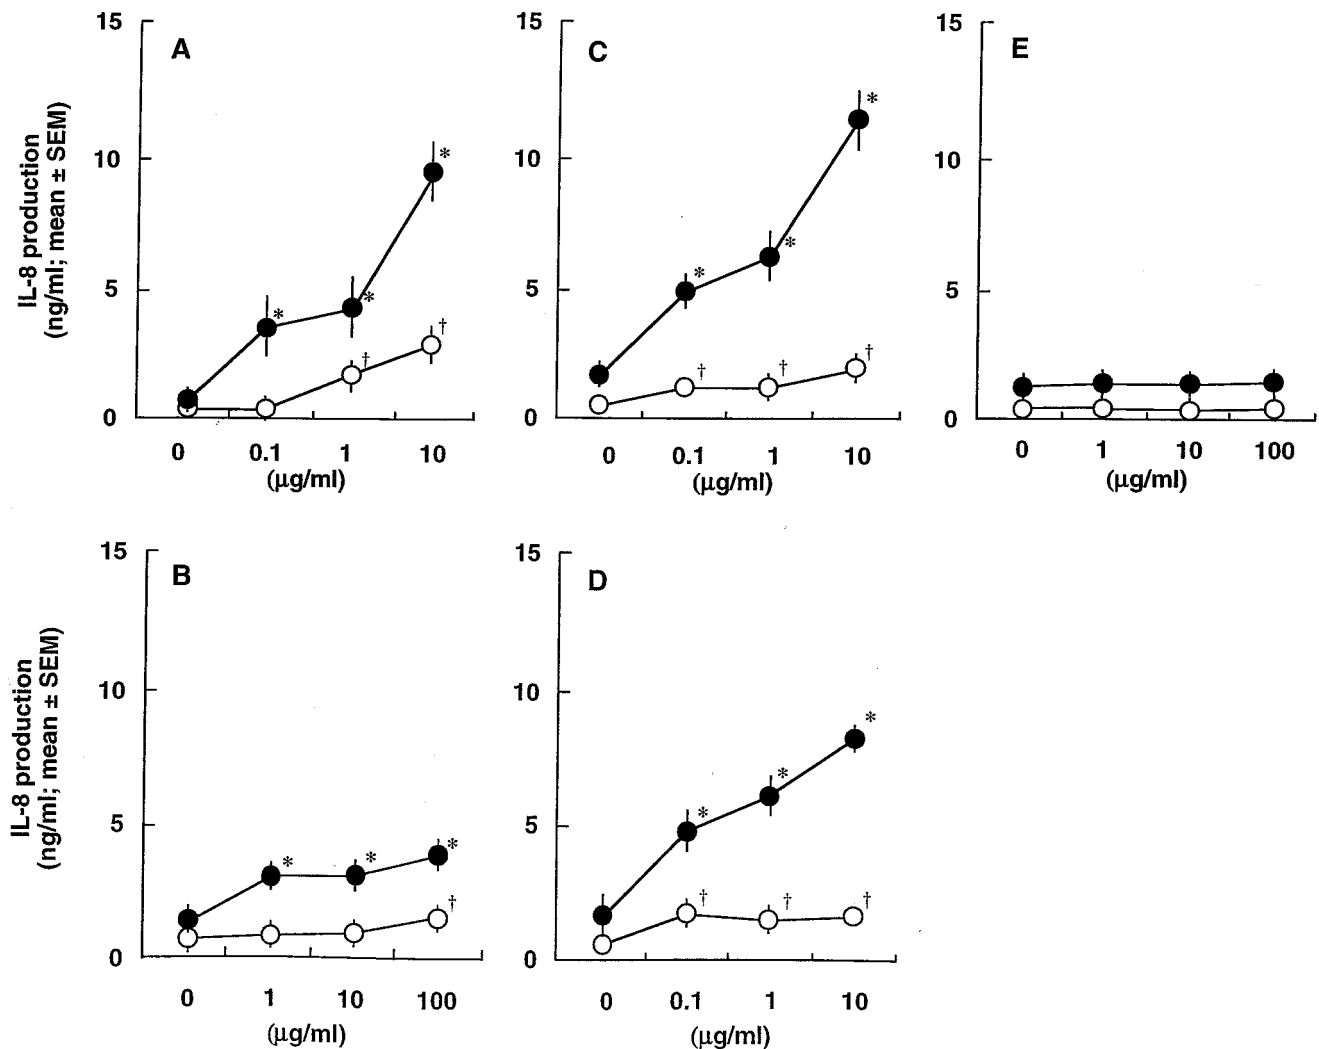 A
15
10
5
0
IL-8 production
(ng/ml; mean ± SEM)
* * * † †
0 0.1 1 10
(μg/ml)
C
15
10
5
0
* * * † † †
0 0.1 1 10
(μg/ml)
E
15
10
5
0
0 1 10 100
(μg/ml)
B
15
10
5
0
IL-8 production
(ng/ml; mean ± SEM)
* * * †
0 1 10 100
(μg/ml)
D
15
10
5
0
* * * † † †
0 0.1 1 10
(μg/ml)